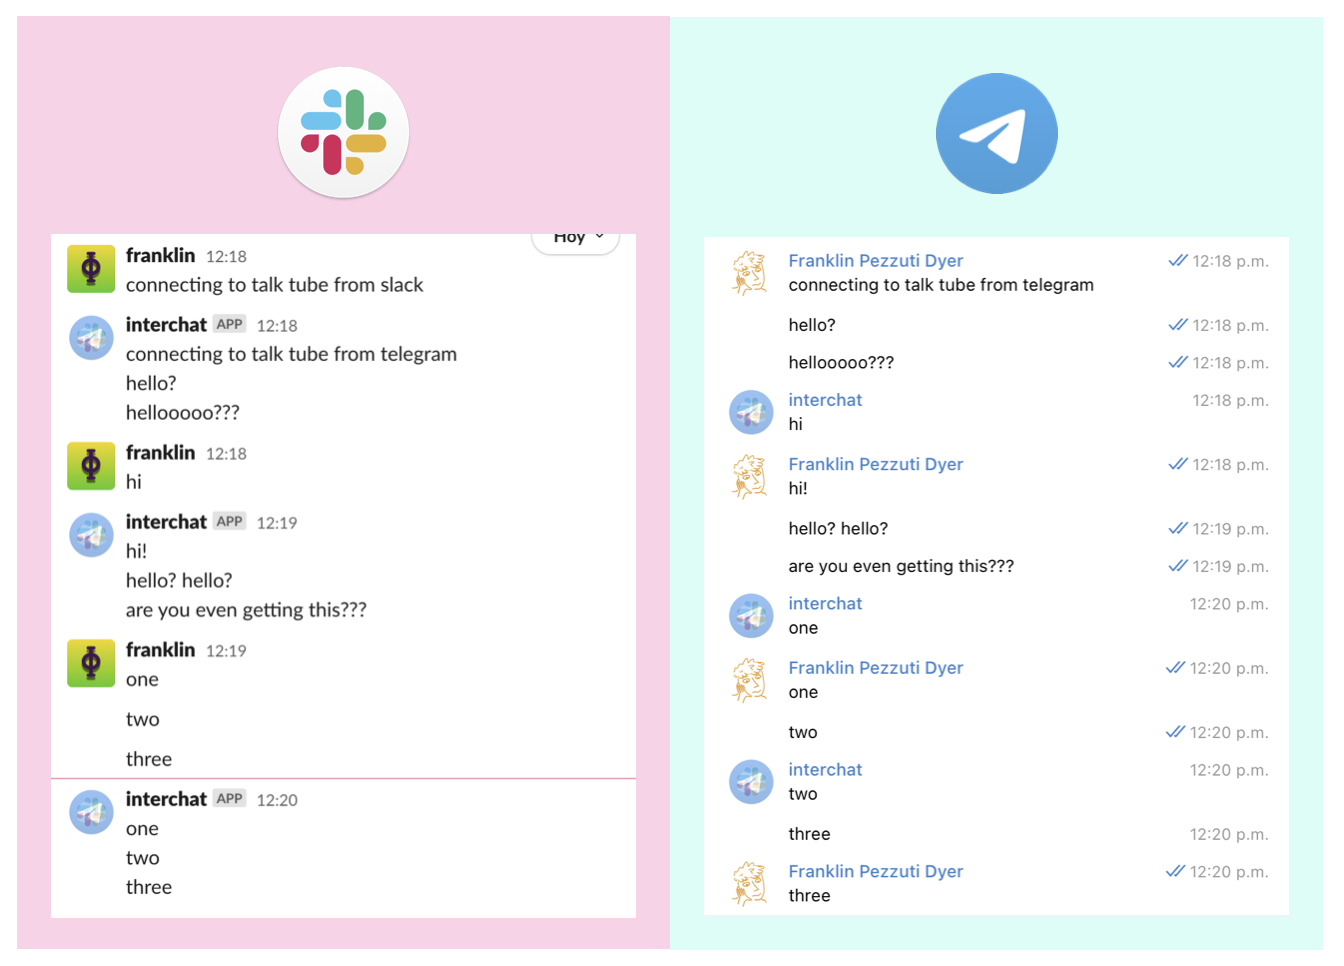 Hoy
franklin 12:18
connecting to talk tube from slack
interchat APP 12:18
connecting to talk tube from telegram
hello?
hellooooo???
franklin 12:18
hi
interchat APP 12:19
hi!
hello? hello?
are you even getting this???
franklin 12:19
one
two
three
interchat APP 12:20
one
two
three
Franklin Pezzuti Dyer 12:18 p.m.
connecting to talk tube from telegram
hello? 12:18 p.m.
hellooooo??? 12:18 p.m.
interchat 12:18 p.m.
hi
Franklin Pezzuti Dyer 12:18 p.m.
hi!
hello? hello? 12:19 p.m.
are you even getting this??? 12:19 p.m.
interchat 12:20 p.m.
one
Franklin Pezzuti Dyer 12:20 p.m.
one
two 12:20 p.m.
interchat 12:20 p.m.
two
three 12:20 p.m.
Franklin Pezzuti Dyer 12:20 p.m.
three